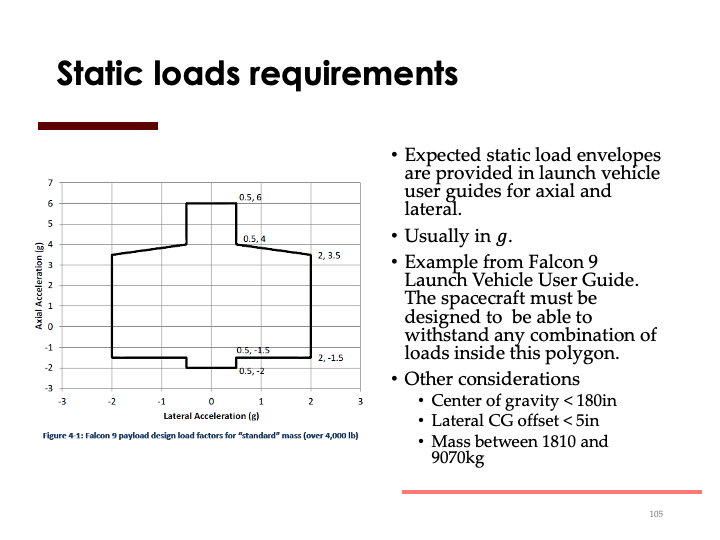 Static loads requirements
7
6
5
4
3
2
1
0
-1
-2
-3
-3
-2
-1
0
1
2
3
Axial Acceleration (g)
Lateral Acceleration (g)
0.5, 6
0.5, 4
2, 3.5
0.5, -1.5
2, -1.5
0.5, -2
Figure 4-1: Falcon 9 payload design load factors for "standard" mass (over 4,000 lb)
• Expected static load envelopes
are provided in launch vehicle
user guides for axial and
lateral.
• Usually in g.
• Example from Falcon 9
Launch Vehicle User Guide.
The spacecraft must be
designed to be able to
withstand any combination of
loads inside this polygon.
• Other considerations
• Center of gravity < 180in
• Lateral CG offset < 5in
• Mass between 1810 and
9070kg
105